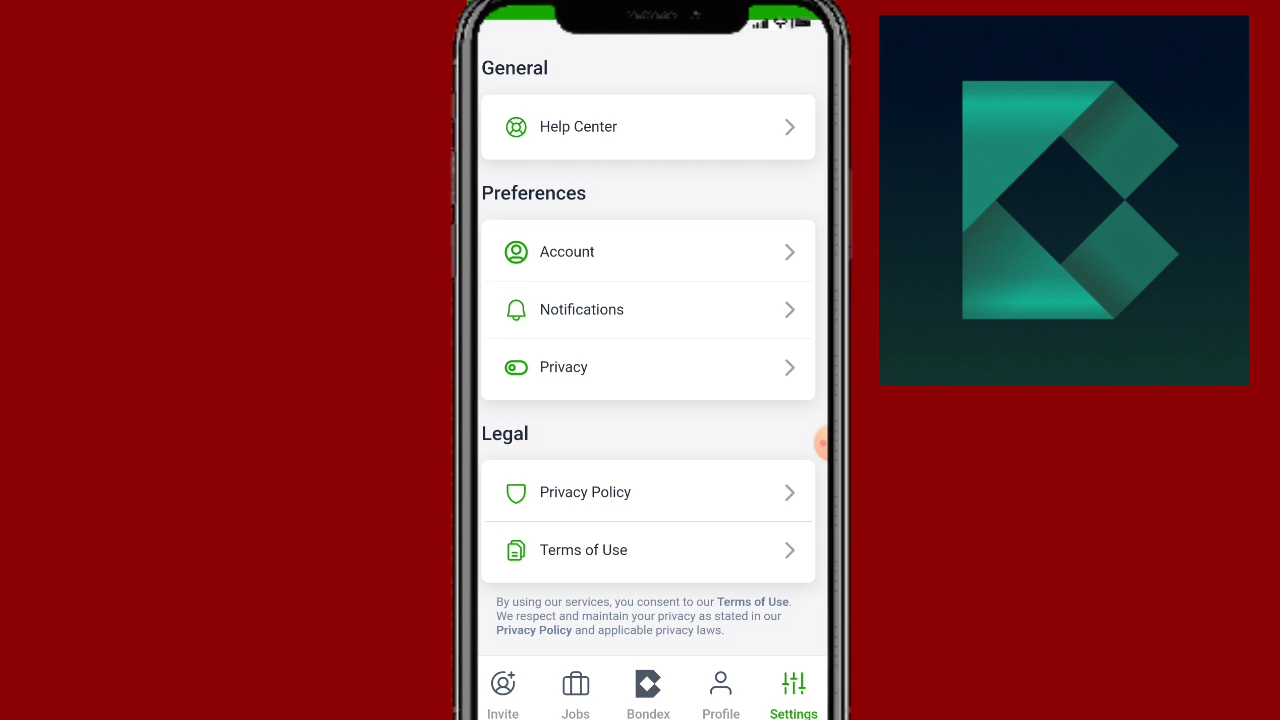 General
Help Center
Preferences
Account
Notifications
Privacy
Legal
Privacy Policy
Terms of Use
By using our services, you consent to our Terms of Use.
We respect and maintain your privacy as stated in our
Privacy Policy and applicable privacy laws.
Invite
Jobs
Bondex
Profile
Settings